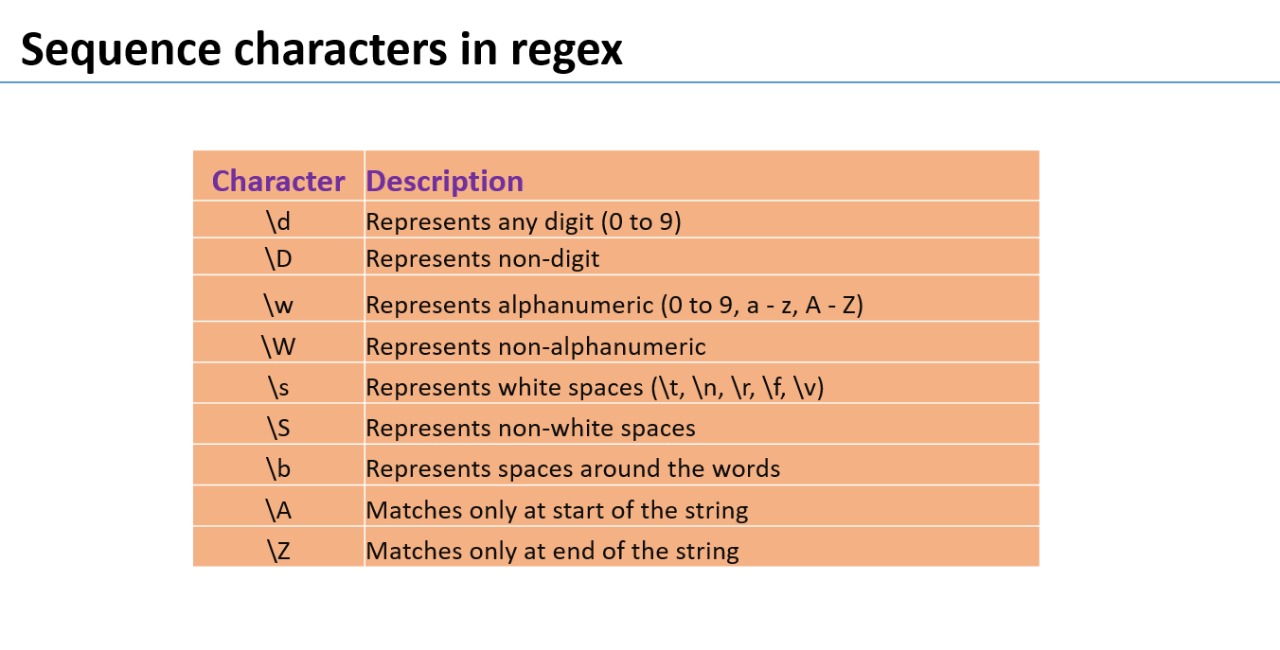 Sequence characters in regex
Character Description
\d Represents any digit (0 to 9)
\D Represents non-digit
\w Represents alphanumeric (0 to 9, a - z, A - Z)
\W Represents non-alphanumeric
\s Represents white spaces (\t, \n, \r, \f, \v)
\S Represents non-white spaces
\b Represents spaces around the words
\A Matches only at start of the string
\Z Matches only at end of the string